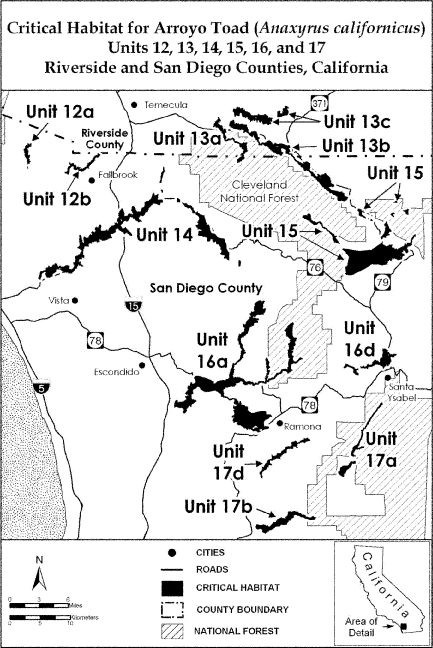 Critical Habitat for Arroyo Toad (Anaxyrus californicus)
Units 12, 13, 14, 15, 16, and 17
Riverside and San Diego Counties, California
Unit 12a
Temecula
371
Unit 13c
Riverside
County
Unit 13a
Unit 13b
Fallbrook
Unit 12b
Cleveland
National Forest
Unit 15
Unit 14
Unit 15
76
79
San Diego County
Vista
15
78
Unit
16a
Unit
16d
Escondido
5
Santa
Ysabel
78
Ramona
Unit
17d
Unit
17a
Unit 17b
N
0 3 6
Miles
Kilometers
0 5 10
CITIES
ROADS
CRITICAL HABITAT
COUNTY BOUNDARY
NATIONAL FOREST
California
Area of
Detail